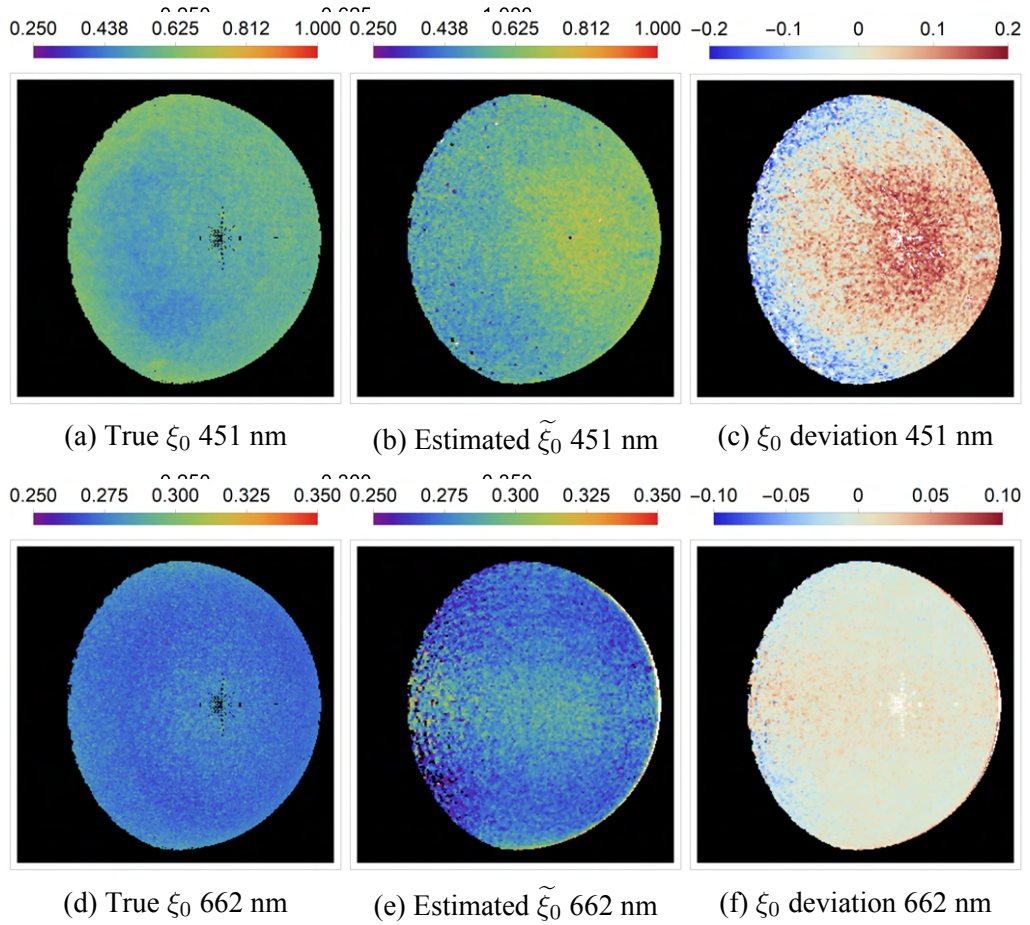 0.250 0.438 0.625 0.812 1.000 0.250 0.438 0.625 0.812 1.000 −0.2 −0.1 0 0.1 0.2
(a) True ξ₀ 451 nm (b) Estimated ξ̃₀ 451 nm (c) ξ₀ deviation 451 nm
0.250 0.275 0.300 0.325 0.350 0.250 0.275 0.300 0.325 0.350 −0.10 −0.05 0 0.05 0.10
(d) True ξ₀ 662 nm (e) Estimated ξ̃₀ 662 nm (f) ξ₀ deviation 662 nm